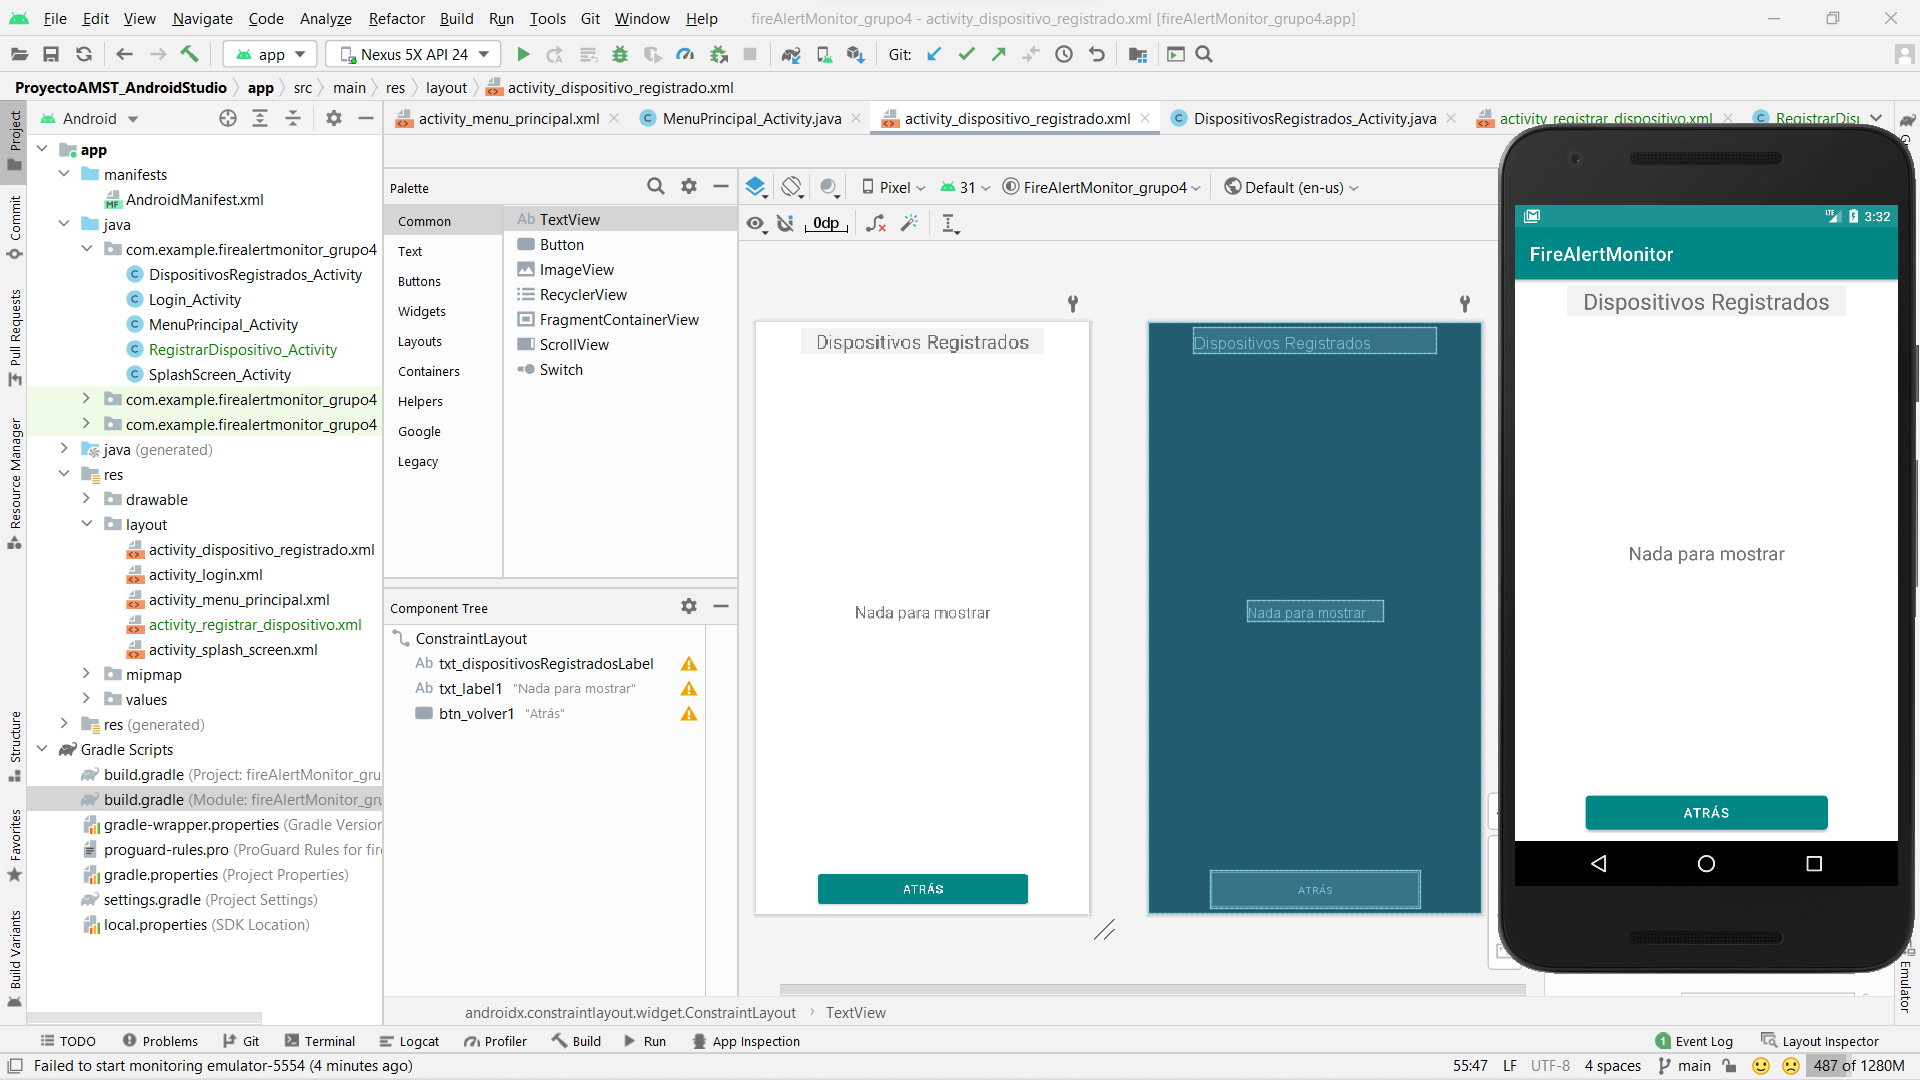 File Edit View Navigate Code Analyze Refactor Build Run Tools Git Window Help fireAlertMonitor_grupo4 - activity_dispositivo_registrado.xml [fireAlertMonitor_grupo4.app]
app Nexus 5X API 24 Git:
ProyectoAMST_AndroidStudio app src main res layout activity_dispositivo_registrado.xml
Project
Commit
Pull Requests
Resource Manager
Structure
Favorites
Build Variants
Android
app
manifests
AndroidManifest.xml
java
com.example.firealertmonitor_grupo4
DispositivosRegistrados_Activity
Login_Activity
MenuPrincipal_Activity
RegistrarDispositivo_Activity
SplashScreen_Activity
com.example.firealertmonitor_grupo4
com.example.firealertmonitor_grupo4
java (generated)
res
drawable
layout
activity_dispositivo_registrado.xml
activity_login.xml
activity_menu_principal.xml
activity_registrar_dispositivo.xml
activity_splash_screen.xml
mipmap
values
res (generated)
Gradle Scripts
build.gradle (Project: fireAlertMonitor_gru
build.gradle (Module: fireAlertMonitor_gru
gradle-wrapper.properties (Gradle Version
proguard-rules.pro (ProGuard Rules for fire
gradle.properties (Project Properties)
settings.gradle (Project Settings)
local.properties (SDK Location)
activity_menu_principal.xml MenuPrincipal_Activity.java activity_dispositivo_registrado.xml DispositivosRegistrados_Activity.java activity_registrar_dispositivo.xml RegistrarDis
Palette
Common
Text
Buttons
Widgets
Layouts
Containers
Helpers
Google
Legacy
Ab TextView
Button
ImageView
RecyclerView
FragmentContainerView
ScrollView
Switch
Component Tree
ConstraintLayout
Ab txt_dispositivosRegistradosLabel
Ab txt_label1 "Nada para mostrar"
btn_volver1 "Atrás"
Pixel 31 FireAlertMonitor_grupo4 Default (en-us)
0dp
Dispositivos Registrados
Nada para mostrar
ATRÁS
Dispositivos Registrados
Nada para mostrar
ATRÁS
LTE 3:32
FireAlertMonitor
Dispositivos Registrados
Nada para mostrar
ATRÁS
Emulator
androidx.constraintlayout.widget.ConstraintLayout TextView
TODO Problems Git Terminal Logcat Profiler Build Run App Inspection 1 Event Log Layout Inspector
Failed to start monitoring emulator-5554 (4 minutes ago) 55:47 LF UTF-8 4 spaces main 487 of 1280M